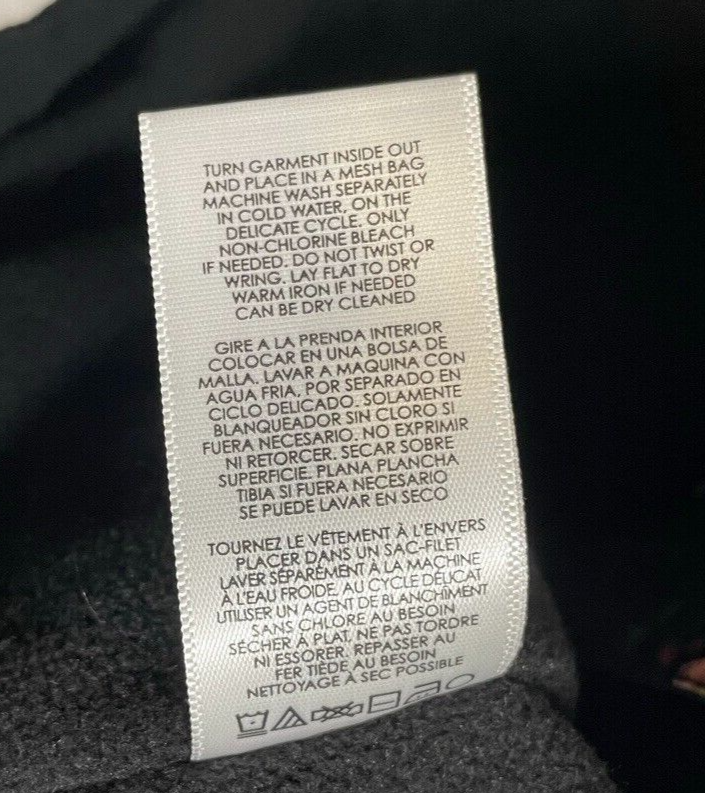 TURN GARMENT INSIDE OUT
AND PLACE IN A MESH BAG
MACHINE WASH SEPARATELY
IN COLD WATER, ON THE
DELICATE CYCLE. ONLY
NON-CHLORINE BLEACH
IF NEEDED. DO NOT TWIST OR
WRING. LAY FLAT TO DRY
WARM IRON IF NEEDED
CAN BE DRY CLEANED
GIRE A LA PRENDA INTERIOR
COLOCAR EN UNA BOLSA DE
MALLA. LAVAR A MAQUINA CON
AGUA FRIA, POR SEPARADO EN
CICLO DELICADO. SOLAMENTE
BLANQUEADOR SIN CLORO SI
FUERA NECESARIO. NO EXPRIMIR
NI RETORCER. SECAR SOBRE
SUPERFICIE. PLANA PLANCHA
TIBIA SI FUERA NECESARIO
SE PUEDE LAVAR EN SECO
TOURNEZ LE VÊTEMENT À L'ENVERS
PLACER DANS UN SAC-FILET
LAVER SÉPARÉMENT À LA MACHINE
À L'EAU FROIDE, AU CYCLE DÉLICAT
UTILISER UN AGENT DE BLANCHÎMENT
SANS CHLORE AU BESOIN
SÉCHER À PLAT, NE PAS TORDRE
NI ESSORER. REPASSER AU
FER TIÈDE AU BESOIN
NETTOYAGE À SEC POSSIBLE